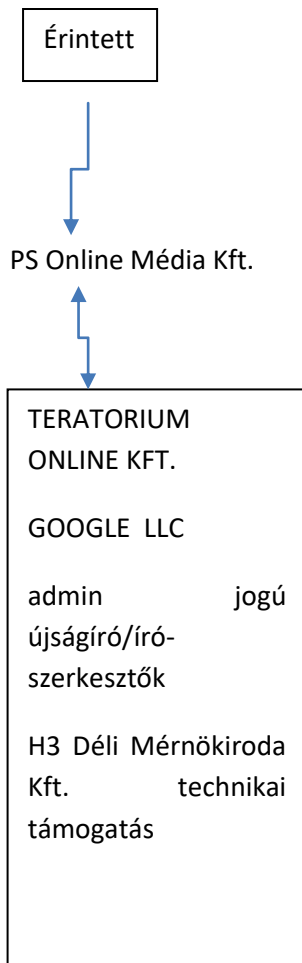 Érintett
PS Online Média Kft.
TERATORIUM
ONLINE KFT.
GOOGLE LLC
admin jogú
újságíró/író-
szerkesztők
H3 Déli Mérnökiroda
Kft. technikai
támogatás